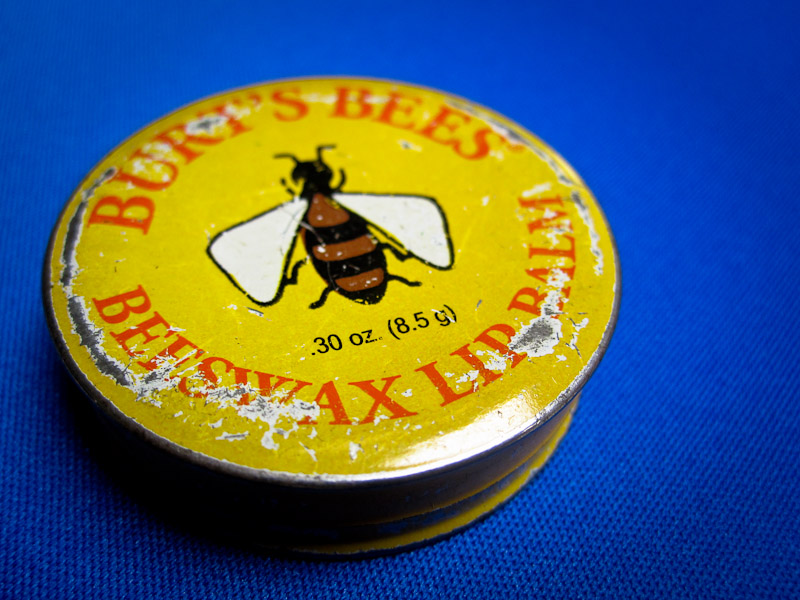 BURT'S BEES
.30 oz. (8.5 g)
BEESWAX LIP BALM